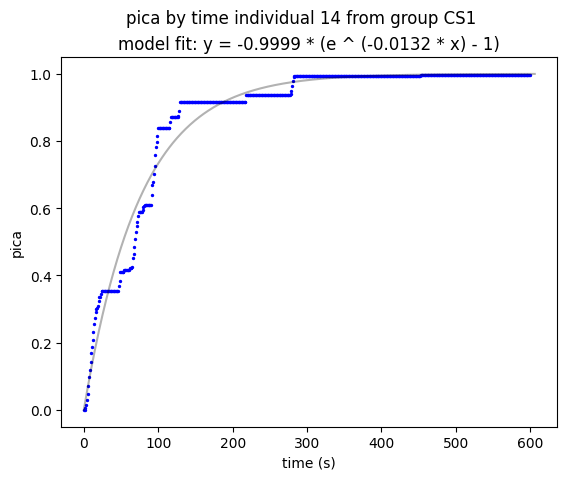 pica by time individual 14 from group CS1
model fit: y = -0.9999 * (e ^ (-0.0132 * x) - 1)
1.0
0.8
0.6
0.4
0.2
0.0
pica
0 100 200 300 400 500 600
time (s)